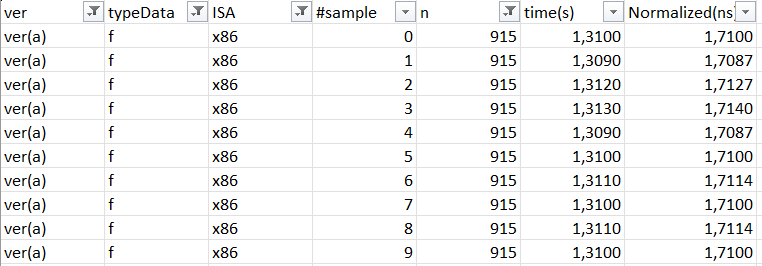 ver typeData ISA #sample n time(s) Normalized(ns)
ver(a) f x86 0 915 1,3100 1,7100
ver(a) f x86 1 915 1,3090 1,7087
ver(a) f x86 2 915 1,3120 1,7127
ver(a) f x86 3 915 1,3130 1,7140
ver(a) f x86 4 915 1,3090 1,7087
ver(a) f x86 5 915 1,3100 1,7100
ver(a) f x86 6 915 1,3110 1,7114
ver(a) f x86 7 915 1,3100 1,7100
ver(a) f x86 8 915 1,3110 1,7114
ver(a) f x86 9 915 1,3100 1,7100